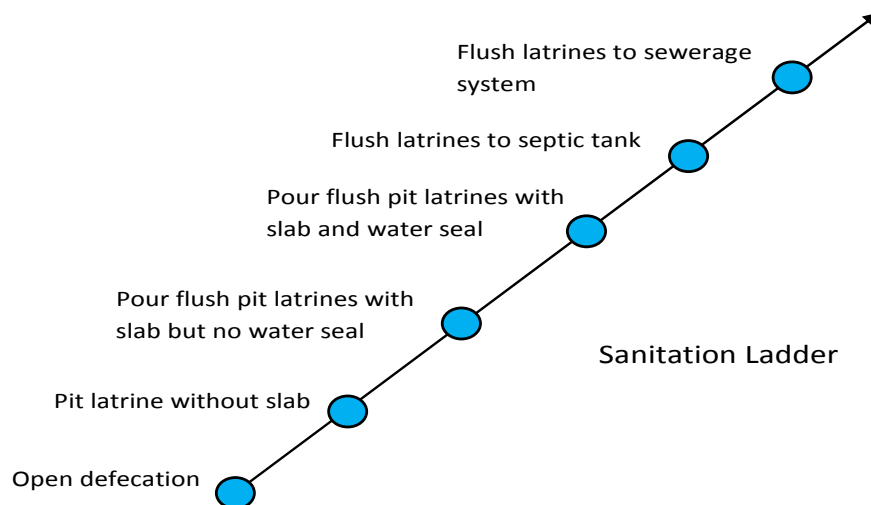 Flush latrines to sewerage
system
Flush latrines to septic tank
Pour flush pit latrines with
slab and water seal
Pour flush pit latrines with
slab but no water seal
Sanitation Ladder
Pit latrine without slab
Open defecation